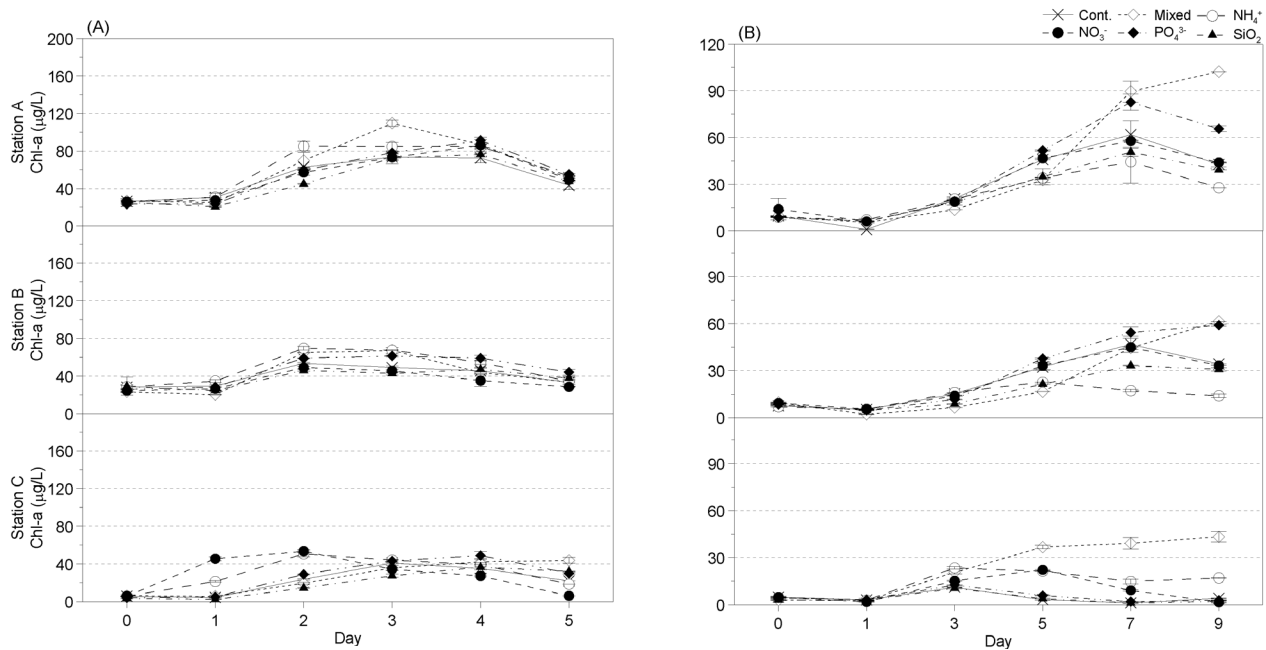 (A)
(B)
Cont. Mixed NH₄⁺
NO₃⁻ PO₄³⁻ SiO₂
Station A
Chl-a (μg/L)
200
160
120
80
40
0
120
90
60
30
0
Station B
Chl-a (μg/L)
160
120
80
40
0
90
60
30
0
Station C
Chl-a (μg/L)
160
120
80
40
0
90
60
30
0
0 1 2 3 4 5
Day
0 1 3 5 7 9
Day